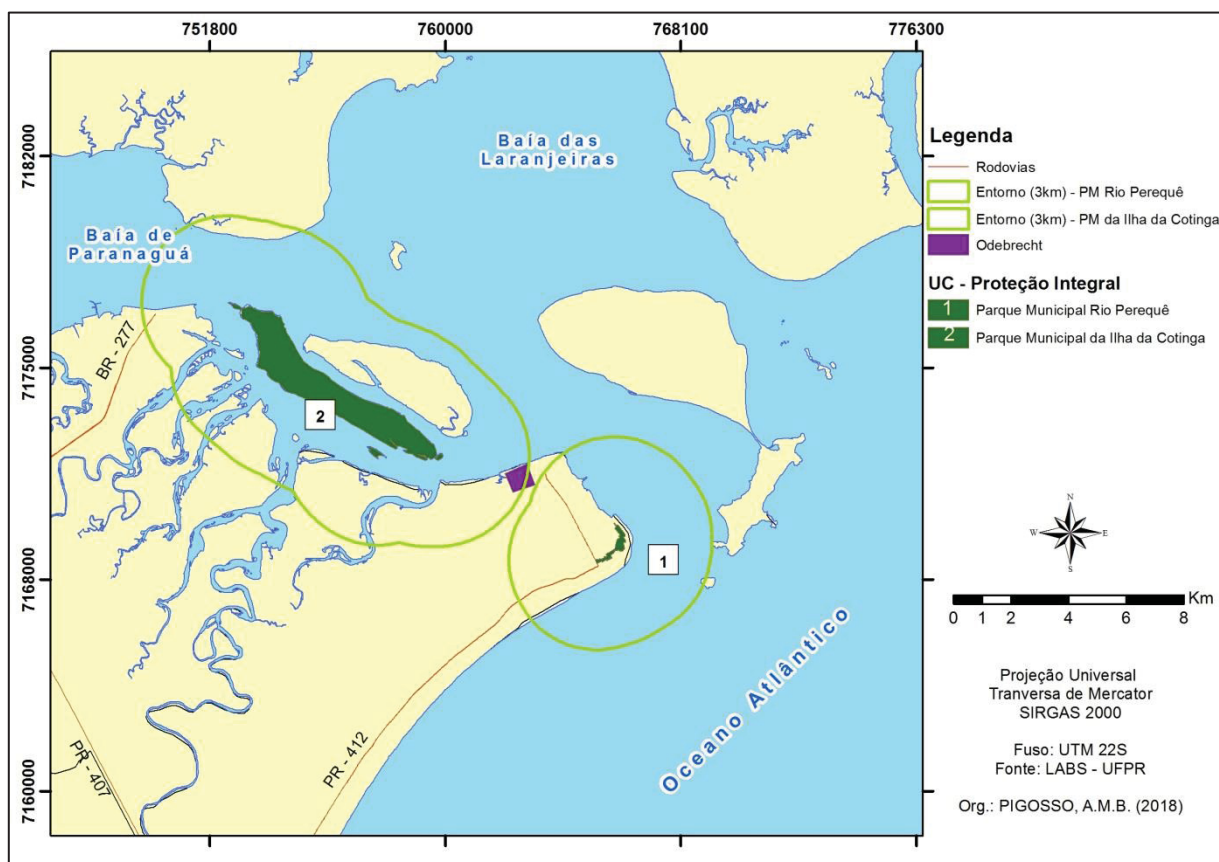 751800
760000
768100
776300
7182000
7175000
7168000
7160000
Baía das
Laranjeiras
Baía de
Paranaguá
BR - 277
2
1
PR - 412
PR - 407
Oceano Atlântico
Legenda
Rodovias
Entorno (3km) - PM Rio Perequê
Entorno (3km) - PM da Ilha da Cotinga
Odebrecht
UC - Proteção Integral
1 Parque Municipal Rio Perequê
2 Parque Municipal da Ilha da Cotinga
N
W E
S
Km
0 1 2 4 6 8
Projeção Universal
Tranversa de Mercator
SIRGAS 2000
Fuso: UTM 22S
Fonte: LABS - UFPR
Org.: PIGOSSO, A.M.B. (2018)